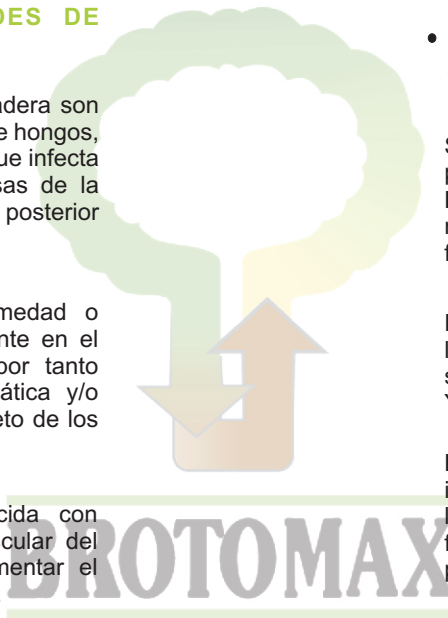 DES DE
adera son
e hongos,
ue infecta
sas de la
posterior
medad o
nte en el
por tanto
ática y/o
eto de los
cida con
scular del
mentar el
BROTOMAX